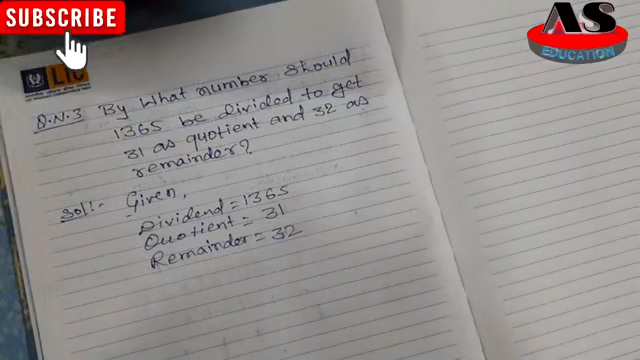 SUBSCRIBE
AS
EDUCATION
LIC
Q.N.3 By What number should
1365 be divided to get
31 as quotient and 32 as
remainder?
Sol:- Given,
Dividend = 1365
Quotient = 31
Remainder = 32